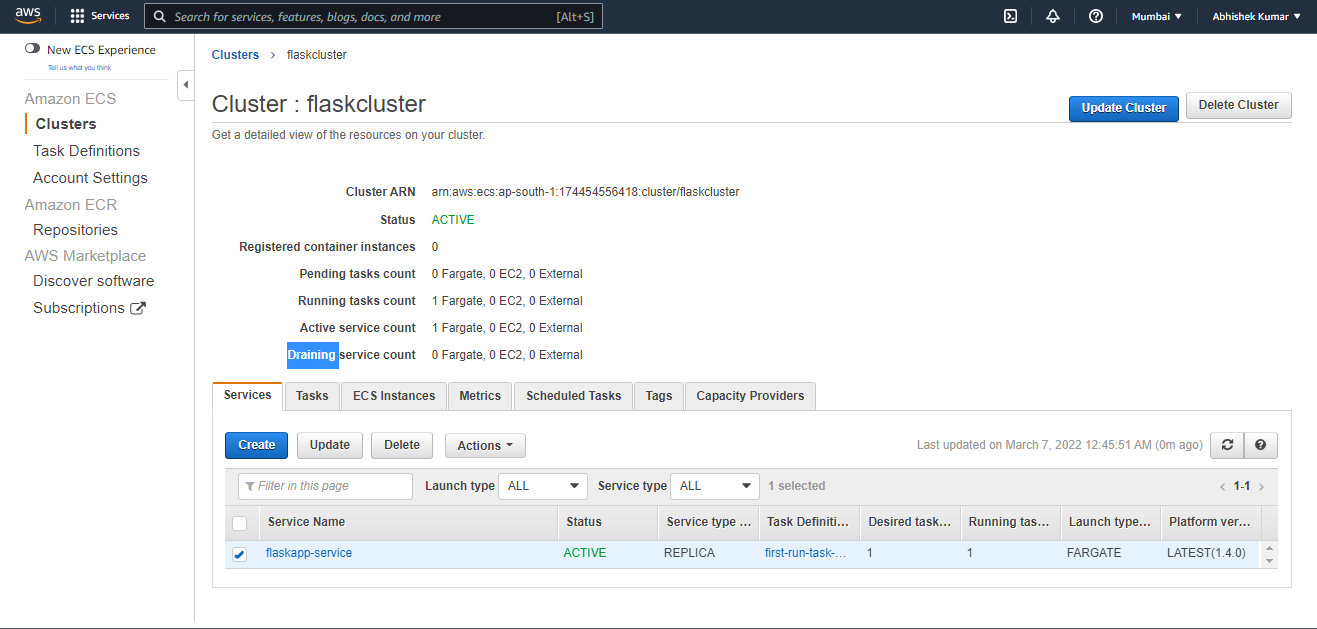 aws Services Search for services, features, blogs, docs, and more [Alt+S] Mumbai ▼ Abhishek Kumar ▼
New ECS Experience
Tell us what you think
Amazon ECS
Clusters
Task Definitions
Account Settings
Amazon ECR
Repositories
AWS Marketplace
Discover software
Subscriptions
Clusters > flaskcluster
Cluster : flaskcluster
Update Cluster Delete Cluster
Get a detailed view of the resources on your cluster.
Cluster ARN arn:aws:ecs:ap-south-1:174454556418:cluster/flaskcluster
Status ACTIVE
Registered container instances 0
Pending tasks count 0 Fargate, 0 EC2, 0 External
Running tasks count 1 Fargate, 0 EC2, 0 External
Active service count 1 Fargate, 0 EC2, 0 External
Draining service count 0 Fargate, 0 EC2, 0 External
Services Tasks ECS Instances Metrics Scheduled Tasks Tags Capacity Providers
Create Update Delete Actions Last updated on March 7, 2022 12:45:51 AM (0m ago)
Filter in this page Launch type ALL Service type ALL 1 selected < 1-1 >
Service Name Status Service type ... Task Definiti... Desired task... Running tas... Launch type... Platform ver...
flaskapp-service ACTIVE REPLICA first-run-task-... 1 1 FARGATE LATEST(1.4.0)